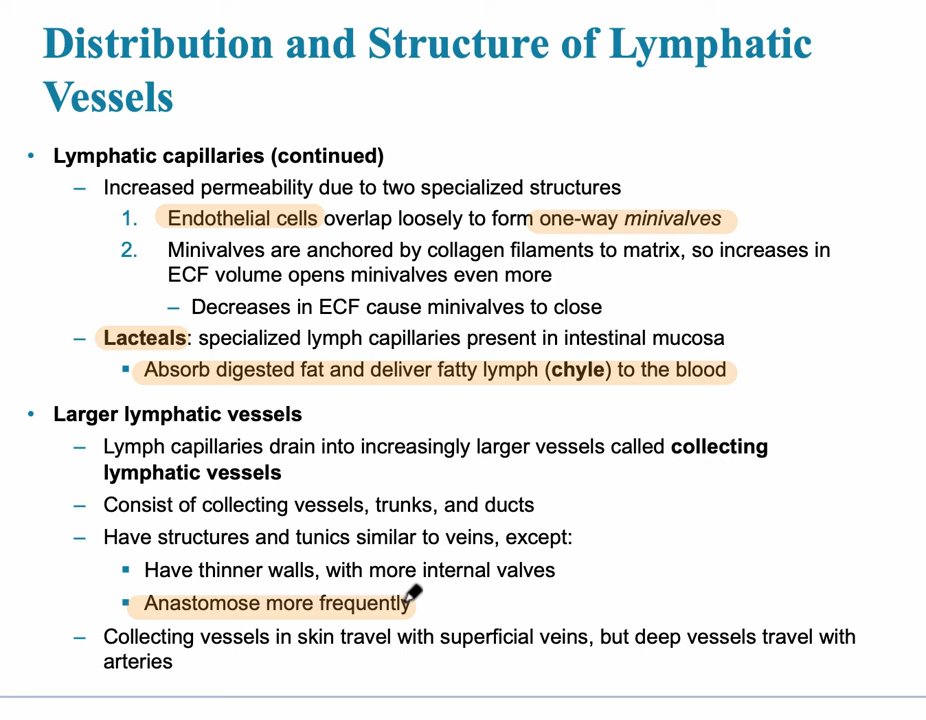 Distribution and Structure of Lymphatic
Vessels
• Lymphatic capillaries (continued)
– Increased permeability due to two specialized structures
1. Endothelial cells overlap loosely to form one-way minivalves
2. Minivalves are anchored by collagen filaments to matrix, so increases in
ECF volume opens minivalves even more
– Decreases in ECF cause minivalves to close
– Lacteals: specialized lymph capillaries present in intestinal mucosa
▪ Absorb digested fat and deliver fatty lymph (chyle) to the blood
• Larger lymphatic vessels
– Lymph capillaries drain into increasingly larger vessels called collecting
lymphatic vessels
– Consist of collecting vessels, trunks, and ducts
– Have structures and tunics similar to veins, except:
▪ Have thinner walls, with more internal valves
▪ Anastomose more frequently
– Collecting vessels in skin travel with superficial veins, but deep vessels travel with
arteries